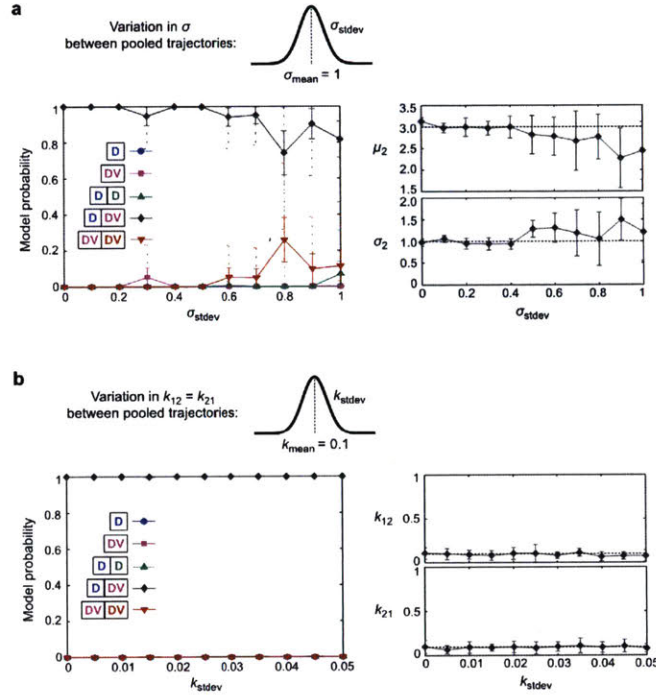 a
Variation in σ
between pooled trajectories:
σstdev
σmean = 1
Model probability
1
0.8
0.6
0.4
0.2
0
D
DV
D D
D DV
DV DV
0 0.2 0.4 0.6 0.8 1
σstdev
μ2
3.5
3.0
2.5
2.0
1.5
σ2
2.0
1.5
1.0
0.5
0
0 0.2 0.4 0.6 0.8 1
σstdev
b
Variation in k12 = k21
between pooled trajectories:
kstdev
kmean = 0.1
Model probability
1
0.8
0.6
0.4
0.2
0
D
DV
D D
D DV
DV DV
0 0.01 0.02 0.03 0.04 0.05
kstdev
k12
1
0
k21
1
0
0 0.01 0.02 0.03 0.04 0.05
kstdev